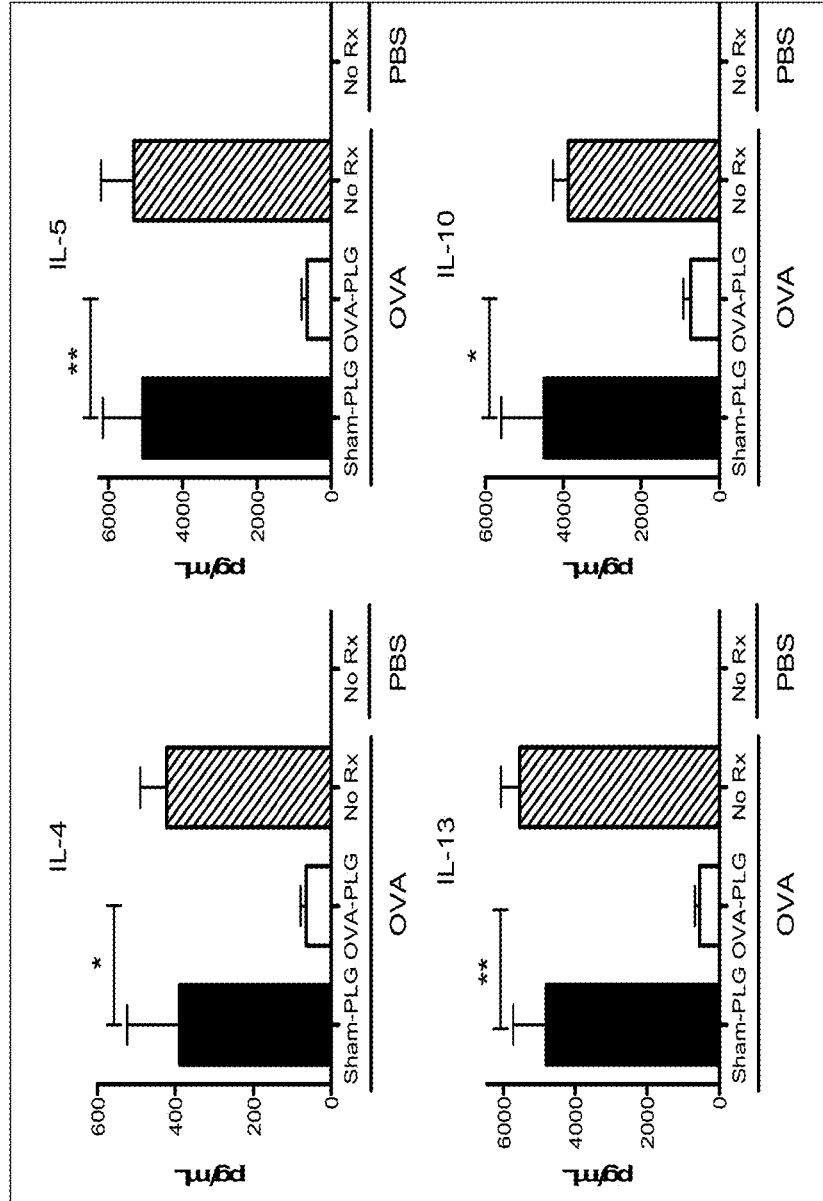 IL-4
*
pg/mL
600
400
200
0
Sham-PLG OVA-PLG No Rx No Rx
OVA PBS
IL-5
**
pg/mL
6000
4000
2000
0
Sham-PLG OVA-PLG No Rx No Rx
OVA PBS
IL-13
**
pg/mL
6000
4000
2000
0
Sham-PLG OVA-PLG No Rx No Rx
OVA PBS
IL-10
*
pg/mL
6000
4000
2000
0
Sham-PLG OVA-PLG No Rx No Rx
OVA PBS